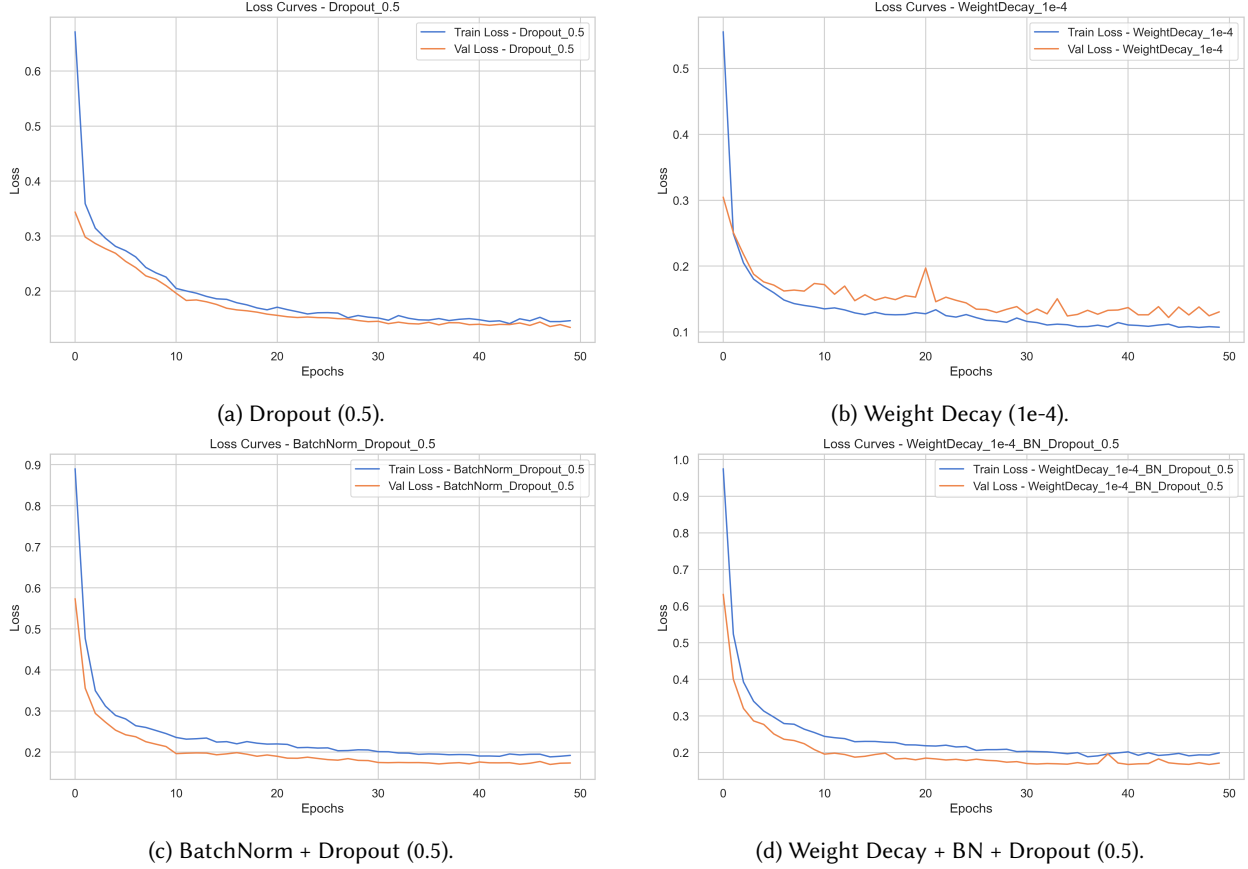 Loss Curves - Dropout_0.5
Train Loss - Dropout_0.5
Val Loss - Dropout_0.5
0.6
0.5
0.4
0.3
0.2
Loss
0 10 20 30 40 50
Epochs
(a) Dropout (0.5).
Loss Curves - WeightDecay_1e-4
Train Loss - WeightDecay_1e-4
Val Loss - WeightDecay_1e-4
0.5
0.4
0.3
0.2
0.1
Loss
0 10 20 30 40 50
Epochs
(b) Weight Decay (1e-4).
Loss Curves - BatchNorm_Dropout_0.5
Train Loss - BatchNorm_Dropout_0.5
Val Loss - BatchNorm_Dropout_0.5
0.9
0.8
0.7
0.6
0.5
0.4
0.3
0.2
Loss
0 10 20 30 40 50
Epochs
(c) BatchNorm + Dropout (0.5).
Loss Curves - WeightDecay_1e-4_BN_Dropout_0.5
Train Loss - WeightDecay_1e-4_BN_Dropout_0.5
Val Loss - WeightDecay_1e-4_BN_Dropout_0.5
1.0
0.9
0.8
0.7
0.6
0.5
0.4
0.3
0.2
Loss
0 10 20 30 40 50
Epochs
(d) Weight Decay + BN + Dropout (0.5).